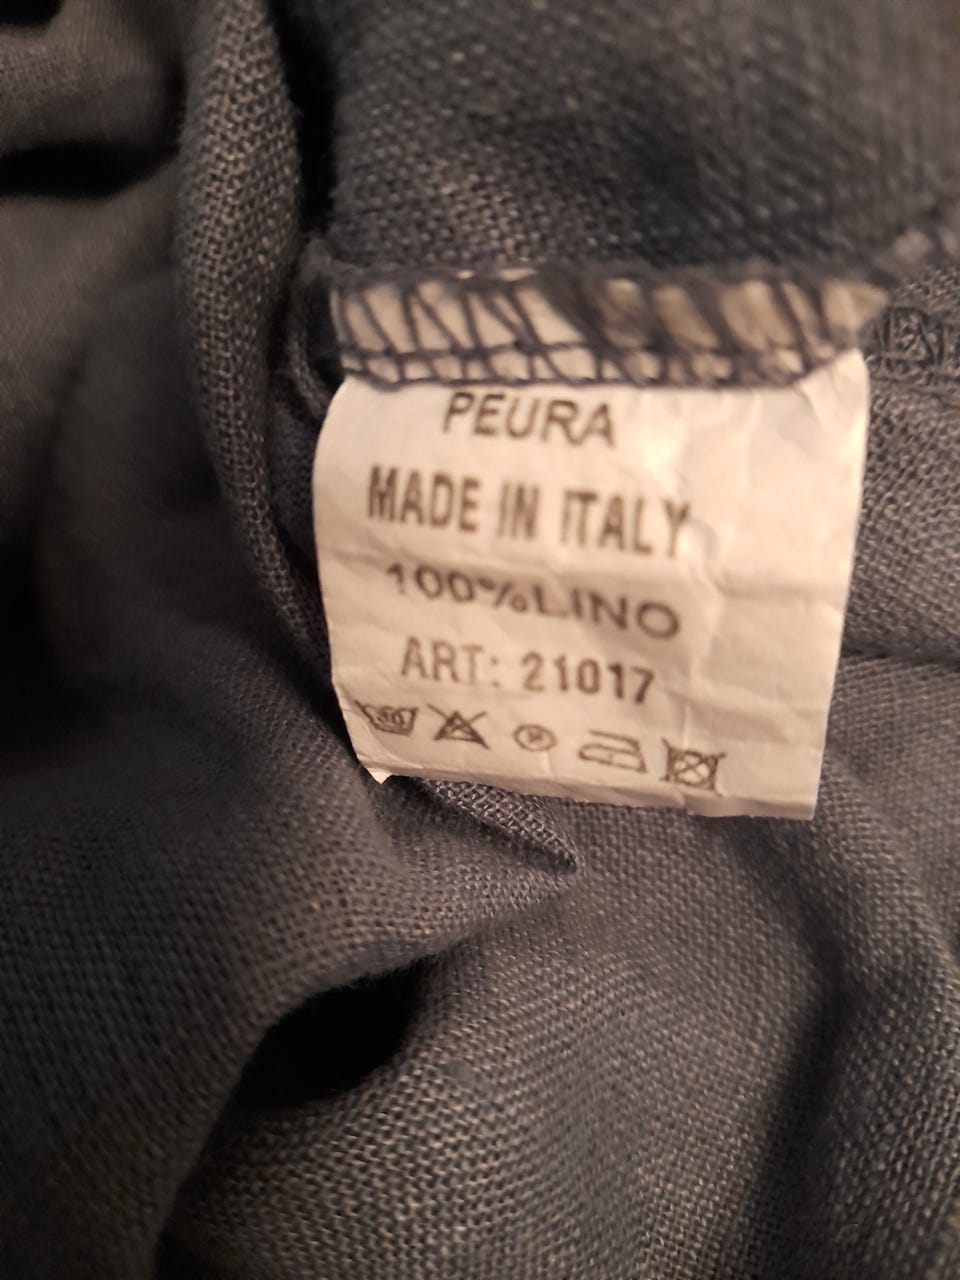 PEURA
MADE IN ITALY
100%LINO
ART: 21017